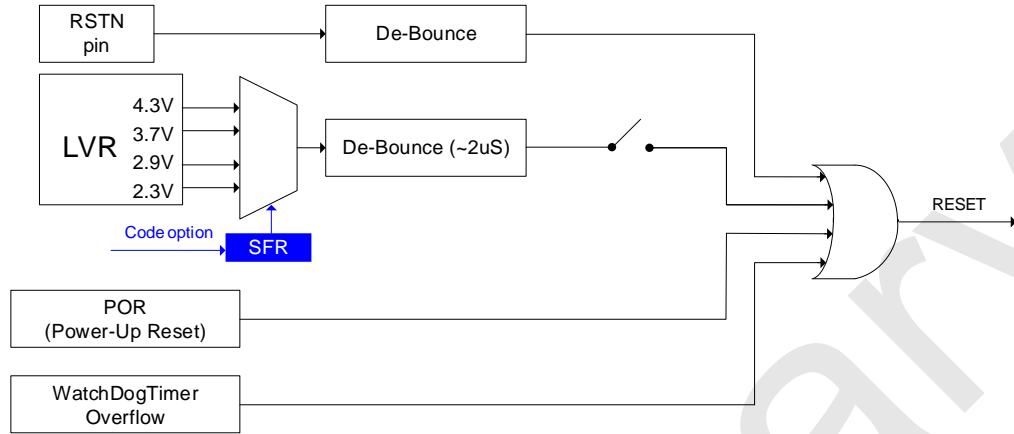 RSTN
pin
De-Bounce
4.3V
3.7V
LVR
2.9V
2.3V
De-Bounce (~2uS)
Code option
SFR
RESET
POR
(Power-Up Reset)
WatchDogTimer
Overflow